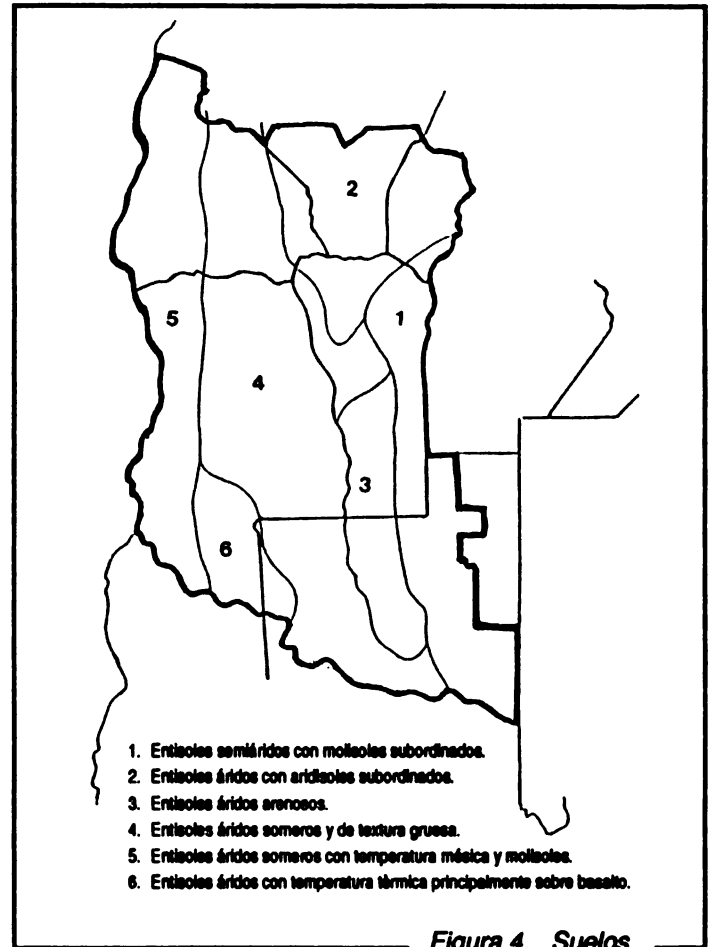 2
5
1
4
3
6
1. Entisoles semiáridos con molisoles subordinados.
2. Entisoles áridos con aridisoles subordinados.
3. Entisoles áridos arenosos.
4. Entisoles áridos someros y de textura gruesa.
5. Entisoles áridos someros con temperatura mésica y molisoles.
6. Entisoles áridos con temperatura térmica principalmente sobre basalto.
Figura 4 Suelos